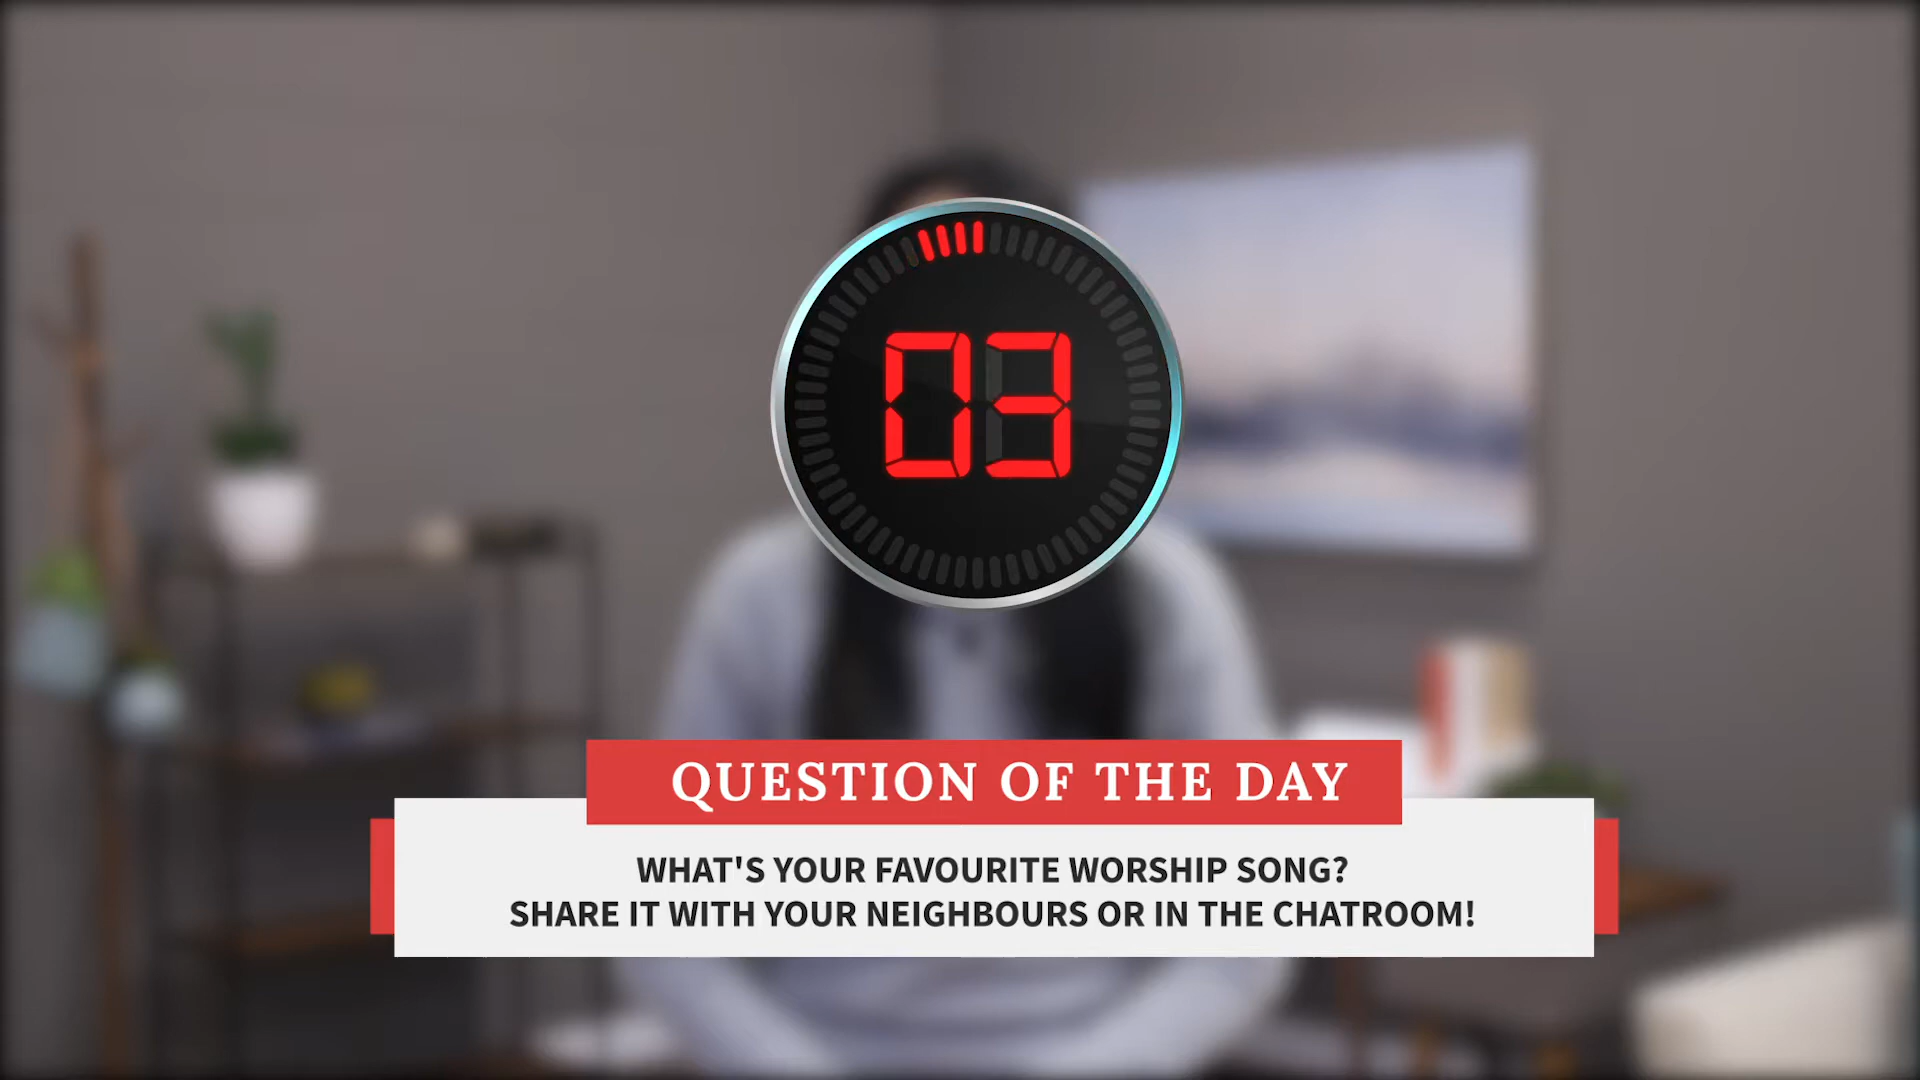 03
QUESTION OF THE DAY
WHAT'S YOUR FAVOURITE WORSHIP SONG?
SHARE IT WITH YOUR NEIGHBOURS OR IN THE CHATROOM!